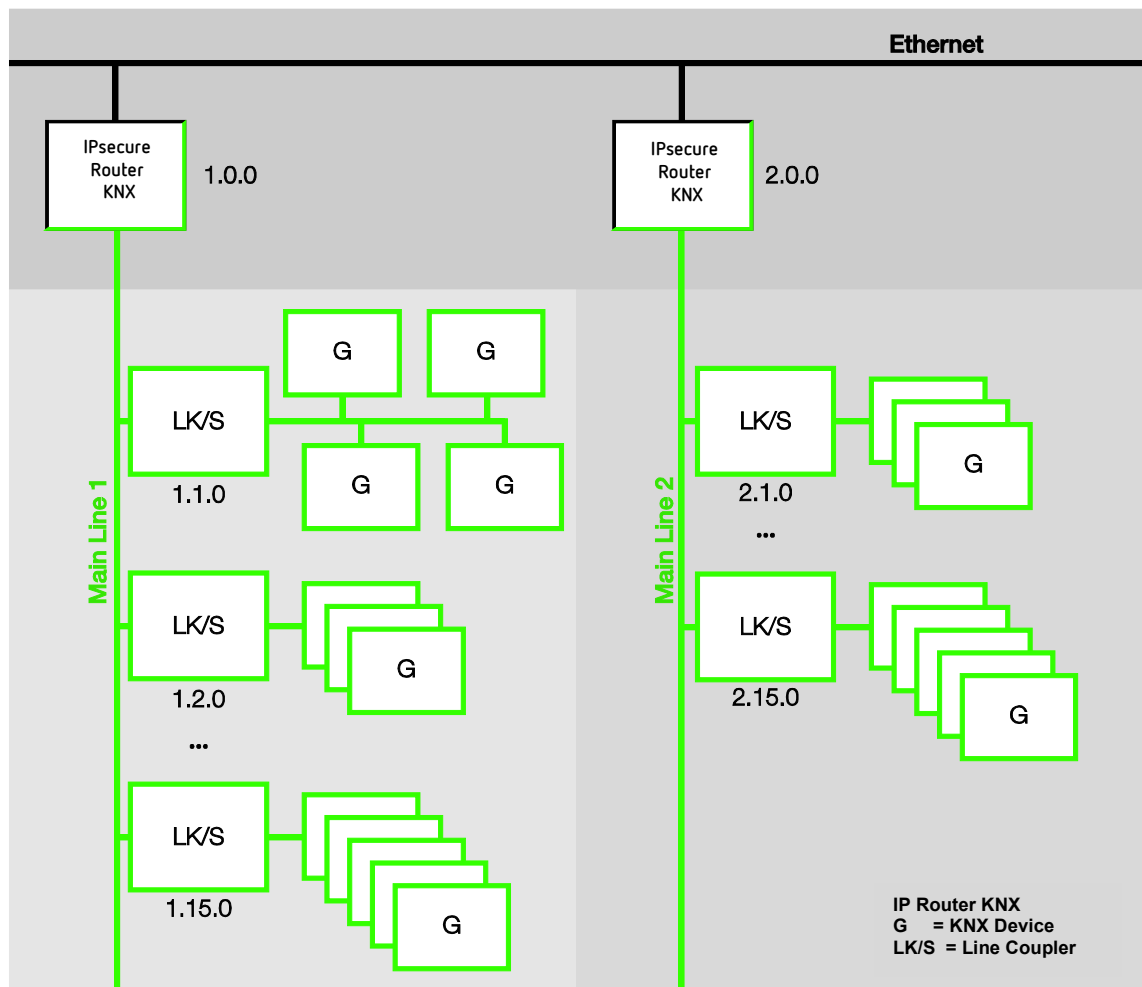 Ethernet
IPsecure
Router
KNX
1.0.0
IPsecure
Router
KNX
2.0.0
Main Line 1
G
G
LK/S
G
G
1.1.0
LK/S
G
1.2.0
...
LK/S
G
1.15.0
Main Line 2
LK/S
G
2.1.0
...
LK/S
G
2.15.0
IP Router KNX
G = KNX Device
LK/S = Line Coupler